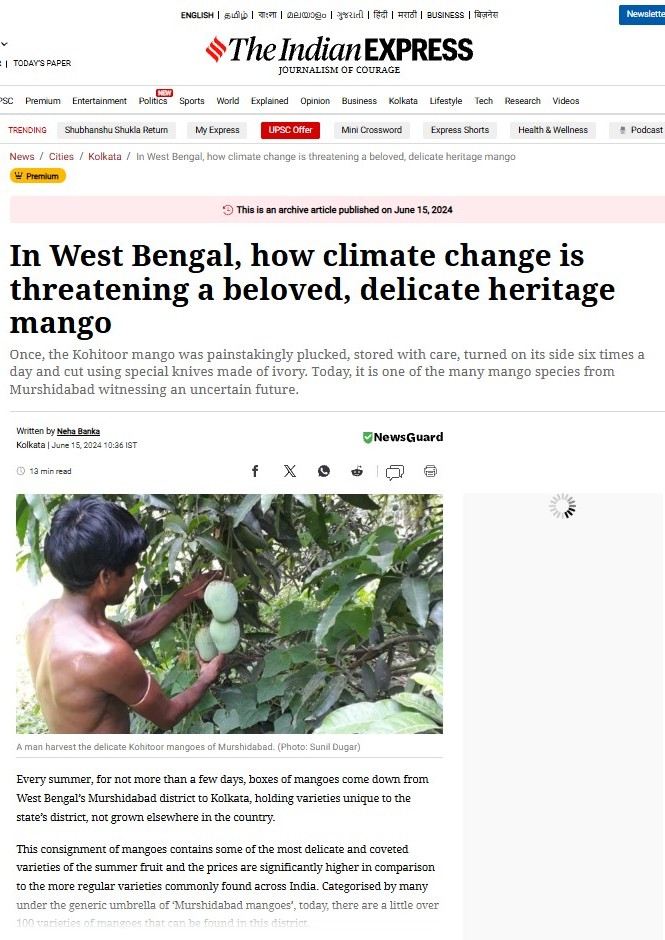 ENGLISH | தமிழ் | বাংলা | മലയാളം | ગુજરાતી | हिंदी | मराठी | BUSINESS | बिज़नेस
Newslette
TODAY'S PAPER
The Indian EXPRESS
JOURNALISM OF COURAGE
PSC Premium Entertainment Politics NEW Sports World Explained Opinion Business Kolkata Lifestyle Tech Research Videos
TRENDING Shubhanshu Shukla Return My Express UPSC Offer Mini Crossword Express Shorts Health & Wellness Podcast
News / Cities / Kolkata / In West Bengal, how climate change is threatening a beloved, delicate heritage mango
Premium
This is an archive article published on June 15, 2024
In West Bengal, how climate change is
threatening a beloved, delicate heritage
mango
Once, the Kohitoor mango was painstakingly plucked, stored with care, turned on its side six times a
day and cut using special knives made of ivory. Today, it is one of the many mango species from
Murshidabad witnessing an uncertain future.
Written by Neha Banka
Kolkata | June 15, 2024 10:36 IST
NewsGuard
13 min read
A man harvest the delicate Kohitoor mangoes of Murshidabad. (Photo: Sunil Dugar)
Every summer, for not more than a few days, boxes of mangoes come down from
West Bengal's Murshidabad district to Kolkata, holding varieties unique to the
state's district, not grown elsewhere in the country.
This consignment of mangoes contains some of the most delicate and coveted
varieties of the summer fruit and the prices are significantly higher in comparison
to the more regular varieties commonly found across India. Categorised by many
under the generic umbrella of 'Murshidabad mangoes', today, there are a little over
100 varieties of mangoes that can be found in this district.